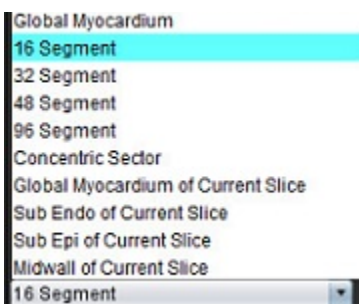 Global Myocardium
16 Segment
32 Segment
48 Segment
96 Segment
Concentric Sector
Global Myocardium of Current Slice
Sub Endo of Current Slice
Sub Epi of Current Slice
Midwall of Current Slice
16 Segment